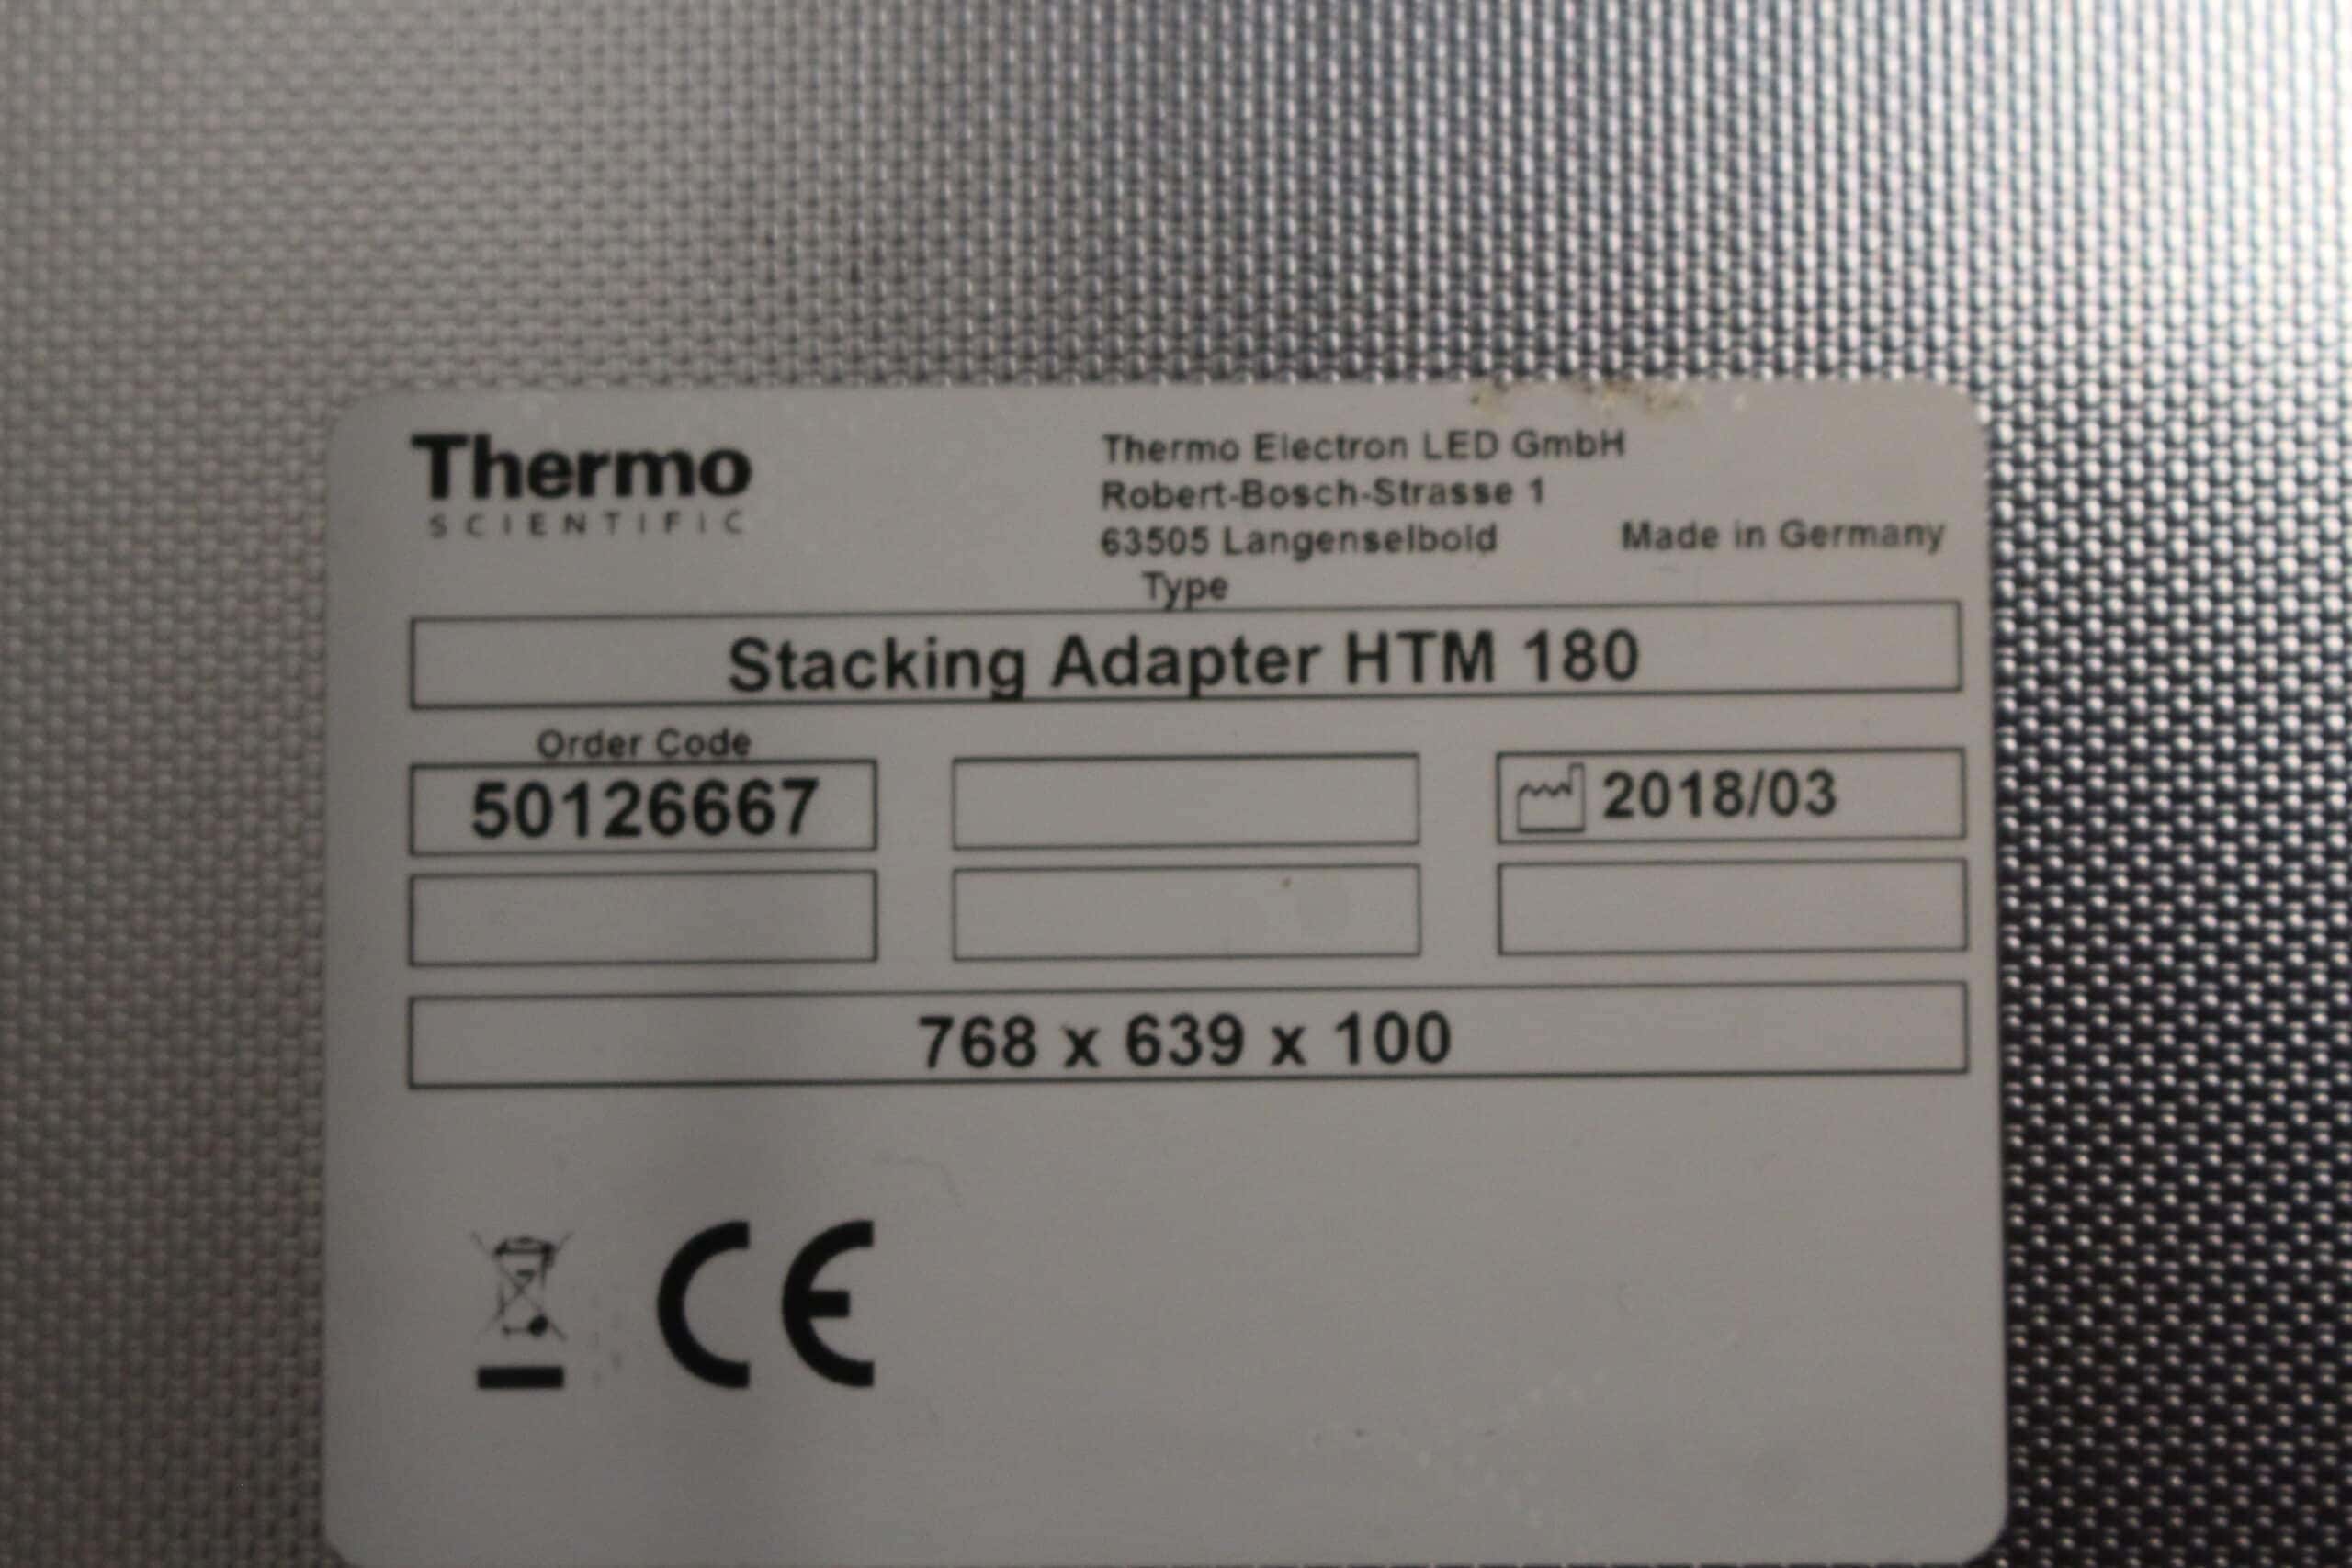 Thermo
SCIENTIFIC
Thermo Electron LED GmbH
Robert-Bosch-Strasse 1
63505 Langenselbold
Made in Germany
Type
Stacking Adapter HTM 180
Order Code
50126667
2018/03
768 x 639 x 100
CE